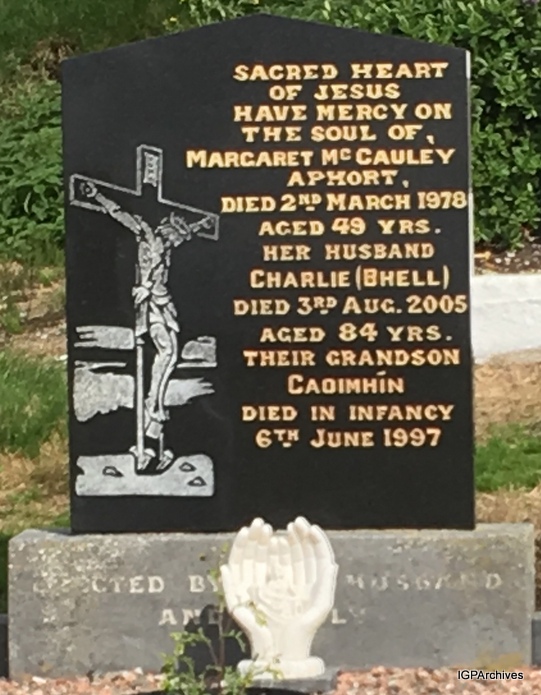 SACRED HEART
OF JESUS
HAVE MERCY ON
THE SOUL OF,
MARGARET McCAULEY
APHORT,
DIED 2ND MARCH 1978
AGED 49 YRS.
HER HUSBAND
CHARLIE (BHELL)
DIED 3RD AUG. 2005
AGED 84 YRS.
THEIR GRANDSON
CAOIMHÍN
DIED IN INFANCY
6TH JUNE 1997
ERECTED BY HUSBAND
AND
IGPArchives